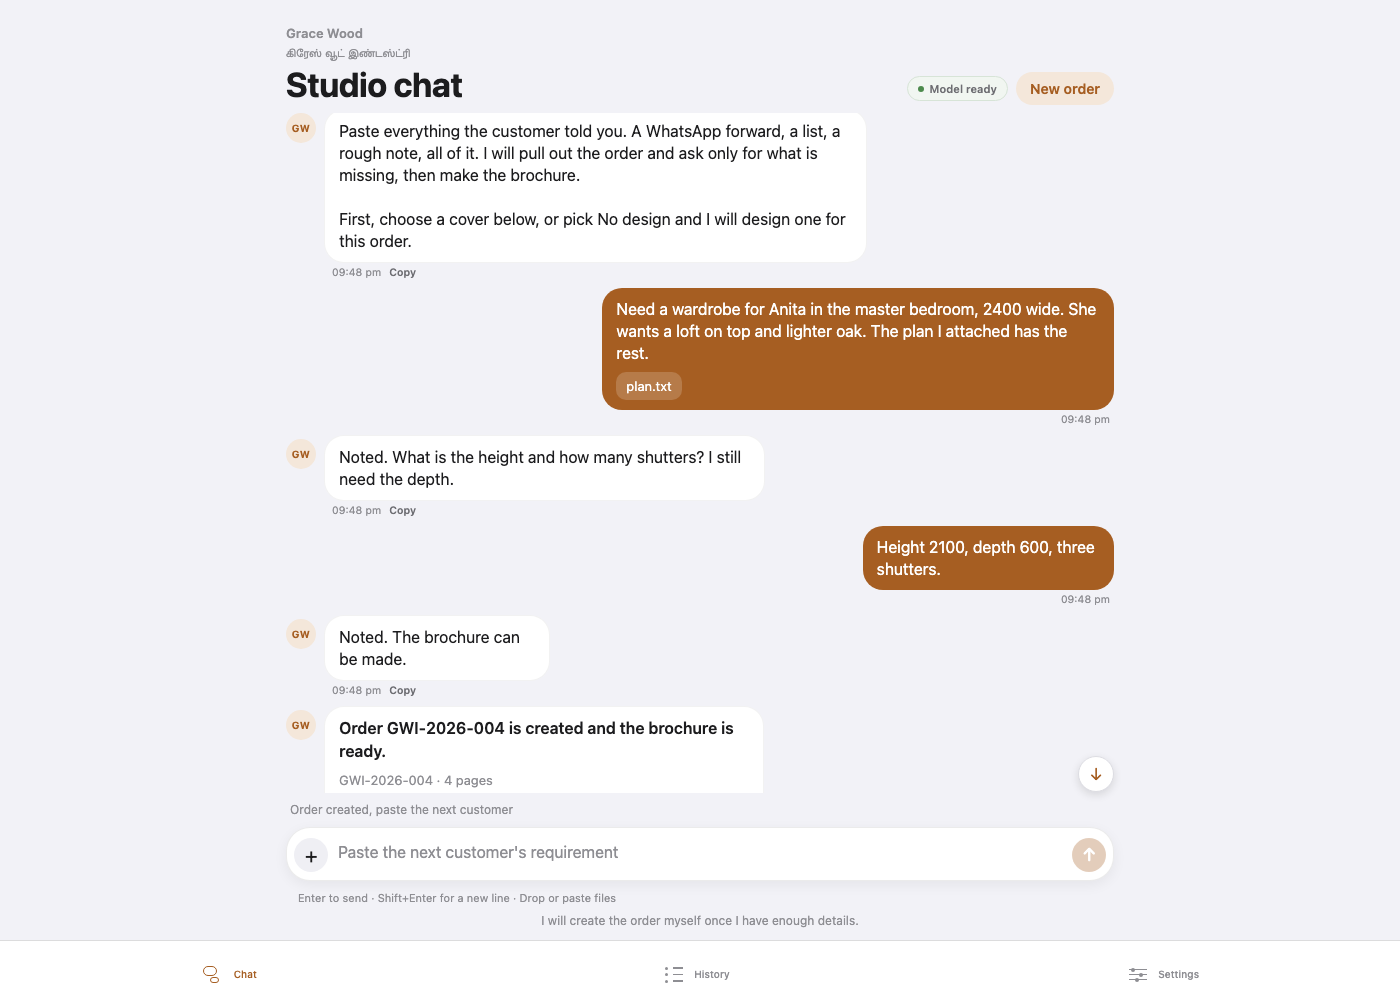 Grace Wood
கிரேஸ் வூட் இண்டஸ்ட்ரி
Studio chat
Model ready
New order
GW
Paste everything the customer told you. A WhatsApp forward, a list, a
rough note, all of it. I will pull out the order and ask only for what is
missing, then make the brochure.
First, choose a cover below, or pick No design and I will design one for
this order.
09:48 pm Copy
Need a wardrobe for Anita in the master bedroom, 2400 wide. She
wants a loft on top and lighter oak. The plan I attached has the
rest.
plan.txt
09:48 pm
GW
Noted. What is the height and how many shutters? I still
need the depth.
09:48 pm Copy
Height 2100, depth 600, three
shutters.
09:48 pm
GW
Noted. The brochure can
be made.
09:48 pm Copy
GW
Order GWI-2026-004 is created and the brochure is
ready.
GWI-2026-004 · 4 pages
Order created, paste the next customer
Paste the next customer's requirement
Enter to send · Shift+Enter for a new line · Drop or paste files
I will create the order myself once I have enough details.
Chat
History
Settings